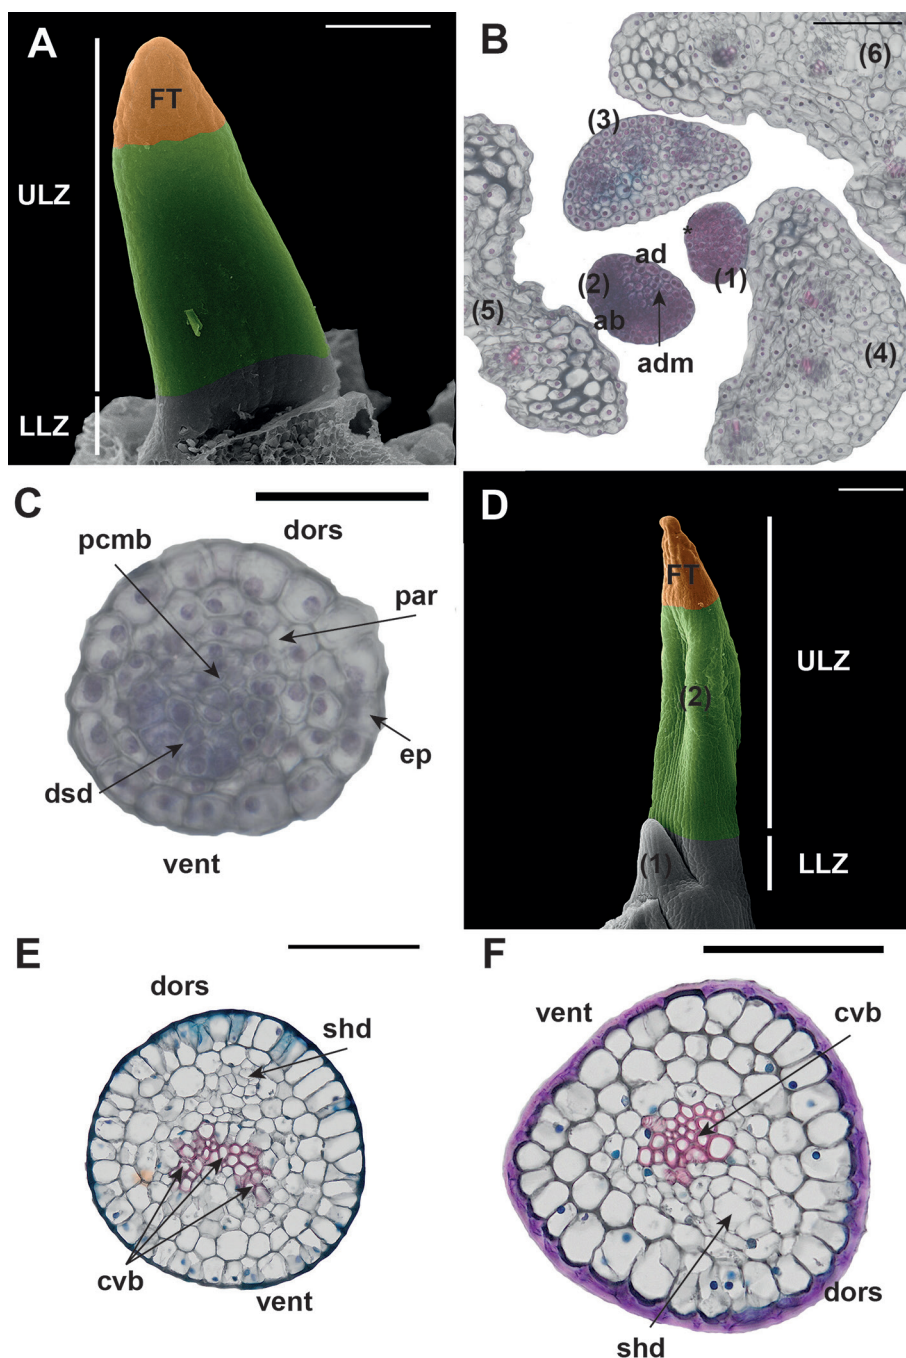 A
FT
ULZ
LLZ
B
(6)
(3)
*
ad
(2)
(1)
(5)
ab
adm
(4)
C
dors
pcmb
par
ep
dsd
vent
D
FT
ULZ
(2)
(1)
LLZ
E
dors
shd
cvb
vent
F
vent
cvb
dors
shd